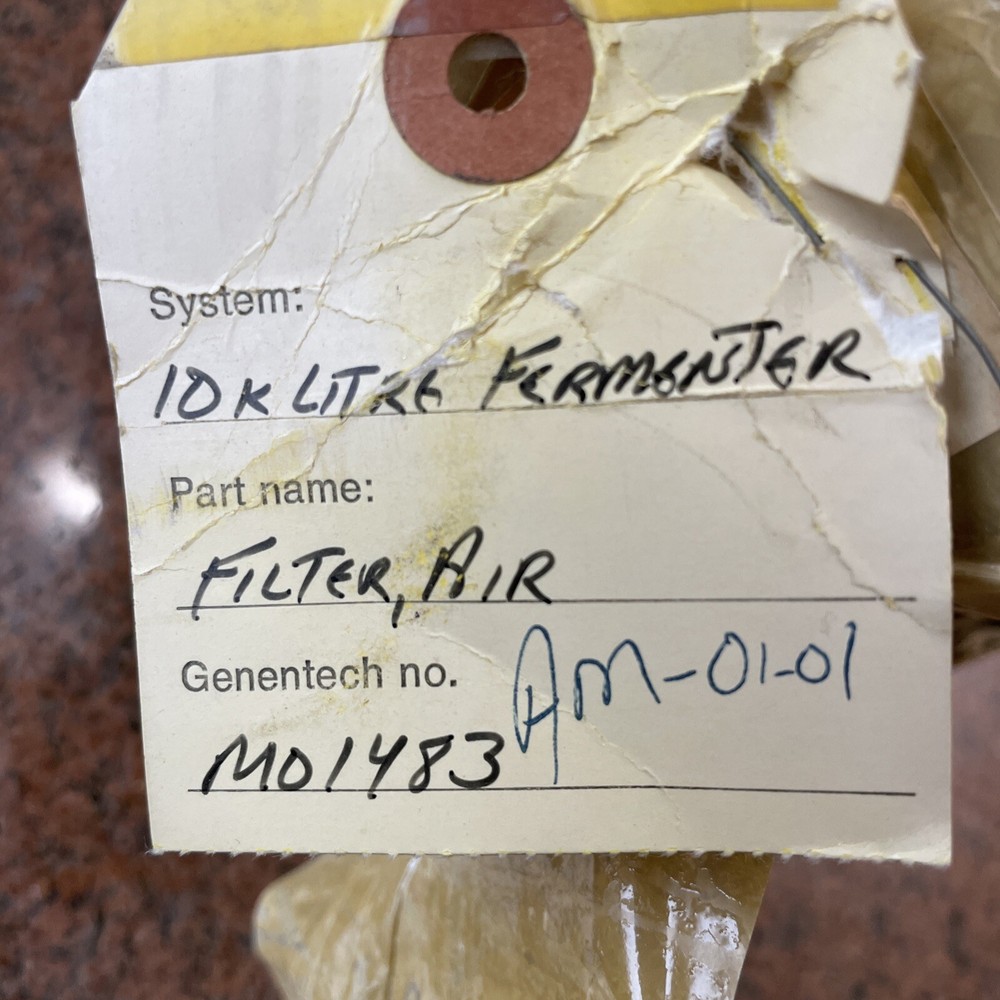 System:
10K LITRE FERMENTER
Part name:
FILTER, AIR
Genentech no.
AM-01-01
M01483